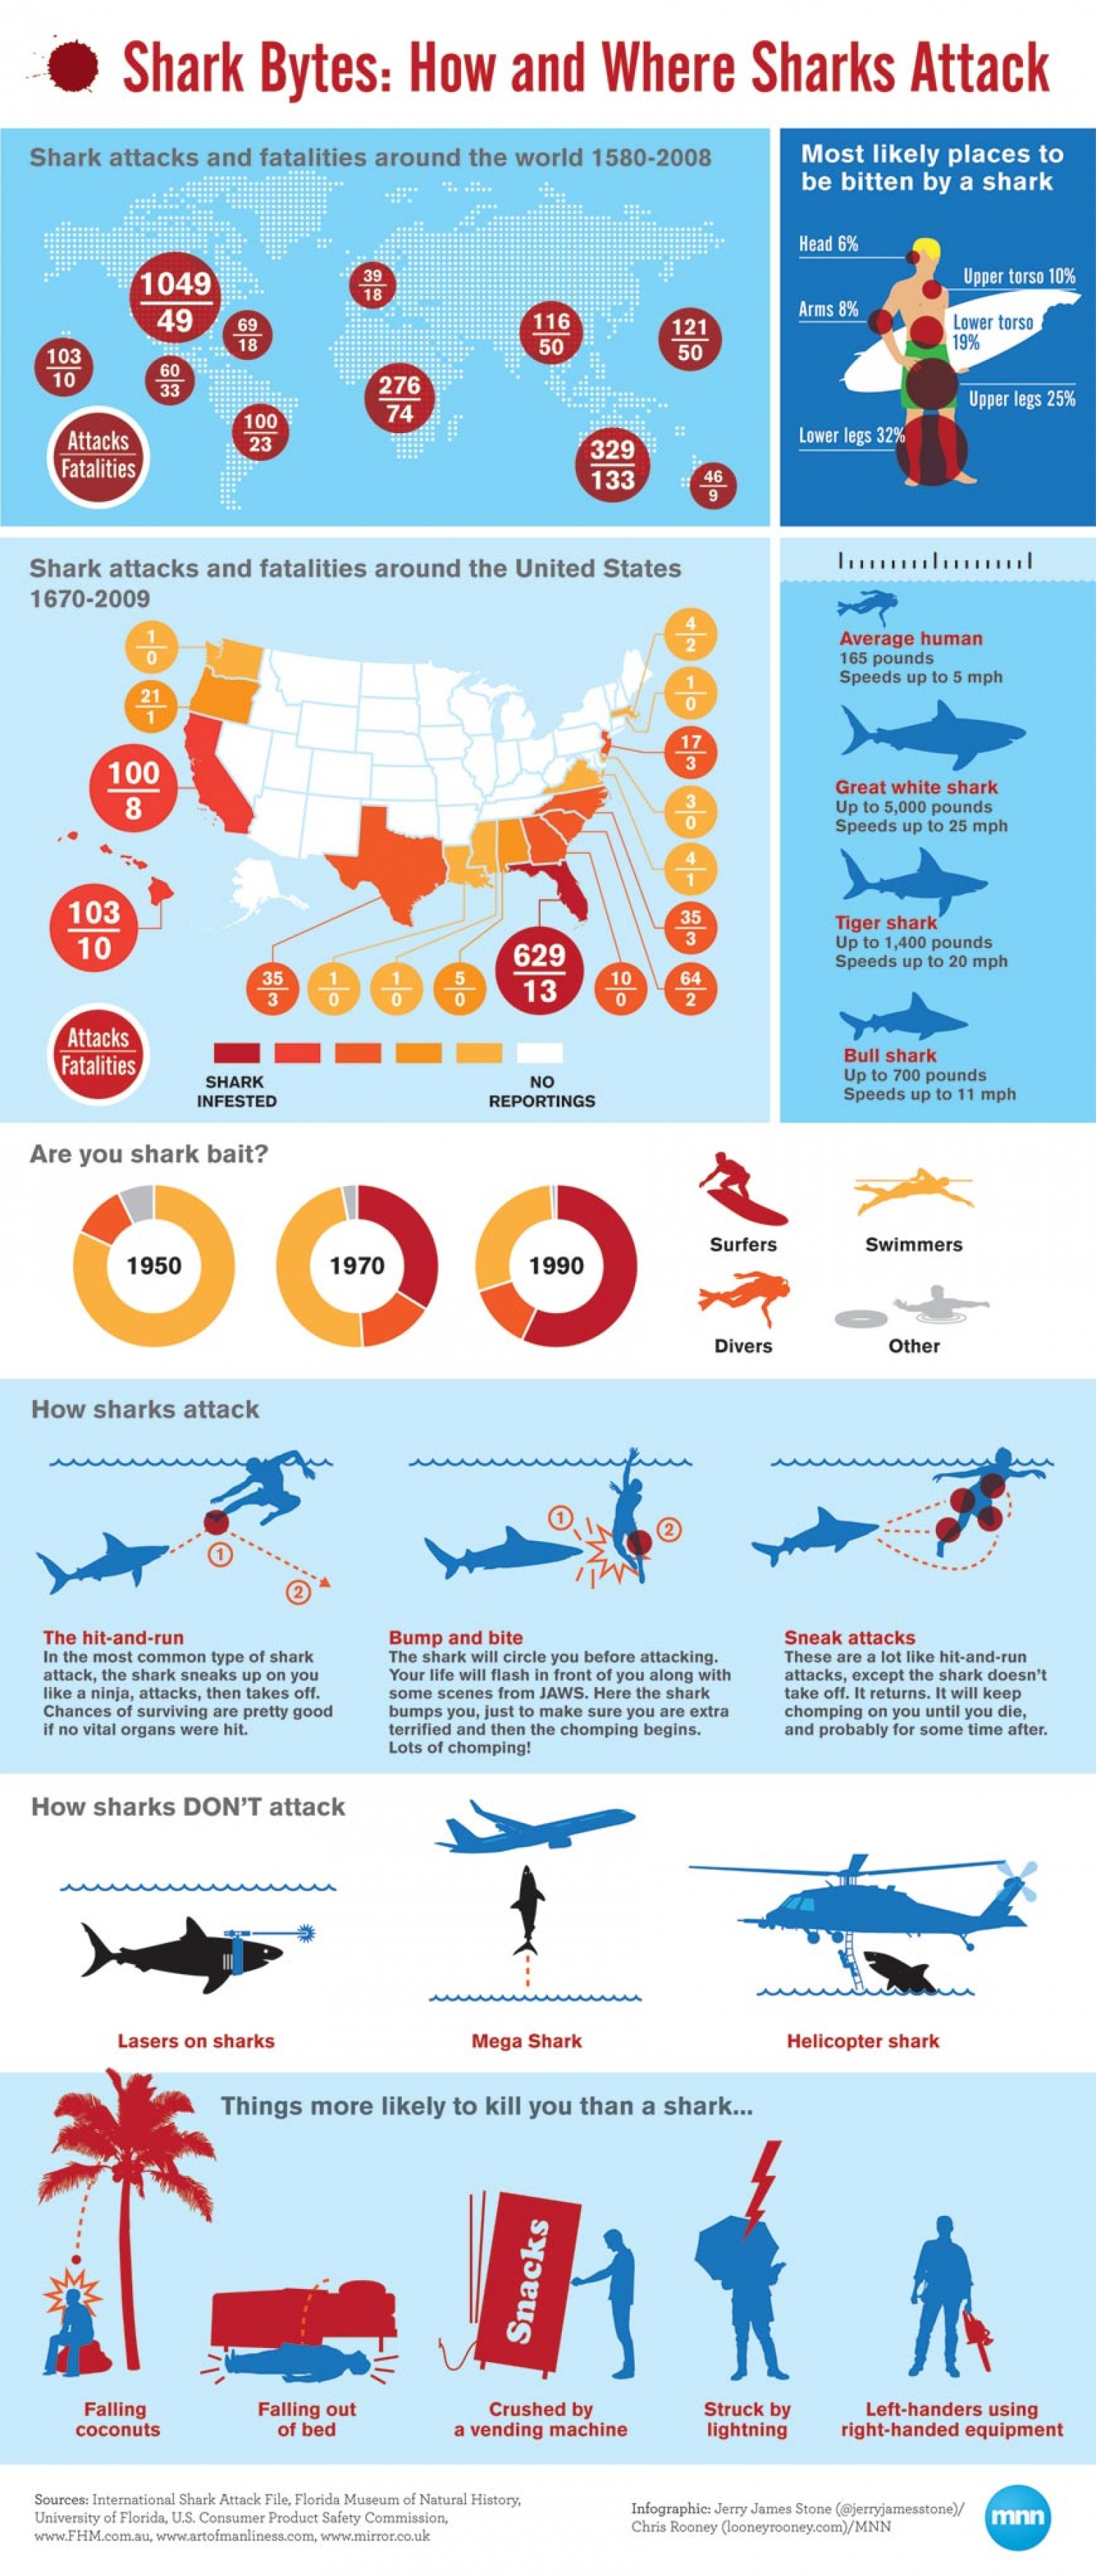 Shark Bytes: How and Where Sharks Attack
Shark attacks and fatalities around the world 1580-2008
1049
49
39
18
69
18
116
50
121
50
103
10
60
33
276
74
100
23
329
133
46
9
Attacks
Fatalities
Most likely places to
be bitten by a shark
Head 6%
Upper torso 10%
Arms 8%
Lower torso
19%
Upper legs 25%
Lower legs 32%
Shark attacks and fatalities around the United States
1670-2009
1
0
21
1
100
8
103
10
4
2
1
0
17
3
3
0
4
1
35
3
64
2
10
0
629
13
5
0
1
0
1
0
35
3
Attacks
Fatalities
SHARK
INFESTED
NO
REPORTINGS
Average human
165 pounds
Speeds up to 5 mph
Great white shark
Up to 5,000 pounds
Speeds up to 25 mph
Tiger shark
Up to 1,400 pounds
Speeds up to 20 mph
Bull shark
Up to 700 pounds
Speeds up to 11 mph
Are you shark bait?
1950
1970
1990
Surfers
Swimmers
Divers
Other
How sharks attack
1
2
1
2
The hit-and-run
In the most common type of shark
attack, the shark sneaks up on you
like a ninja, attacks, then takes off.
Chances of surviving are pretty good
if no vital organs were hit.
Bump and bite
The shark will circle you before attacking.
Your life will flash in front of you along with
some scenes from JAWS. Here the shark
bumps you, just to make sure you are extra
terrified and then the chomping begins.
Lots of chomping!
Sneak attacks
These are a lot like hit-and-run
attacks, except the shark doesn't
take off. It returns. It will keep
chomping on you until you die,
and probably for some time after.
How sharks DON'T attack
Lasers on sharks
Mega Shark
Helicopter shark
Things more likely to kill you than a shark...
Snacks
Falling
coconuts
Falling out
of bed
Crushed by
a vending machine
Struck by
lightning
Left-handers using
right-handed equipment
Sources: International Shark Attack File, Florida Museum of Natural History,
University of Florida, U.S. Consumer Product Safety Commission,
www.FHM.com.au, www.artofmanliness.com, www.mirror.co.uk
Infographic: Jerry James Stone (@jerryjamesstone)/
Chris Rooney (looneyrooney.com)/MNN
mnn